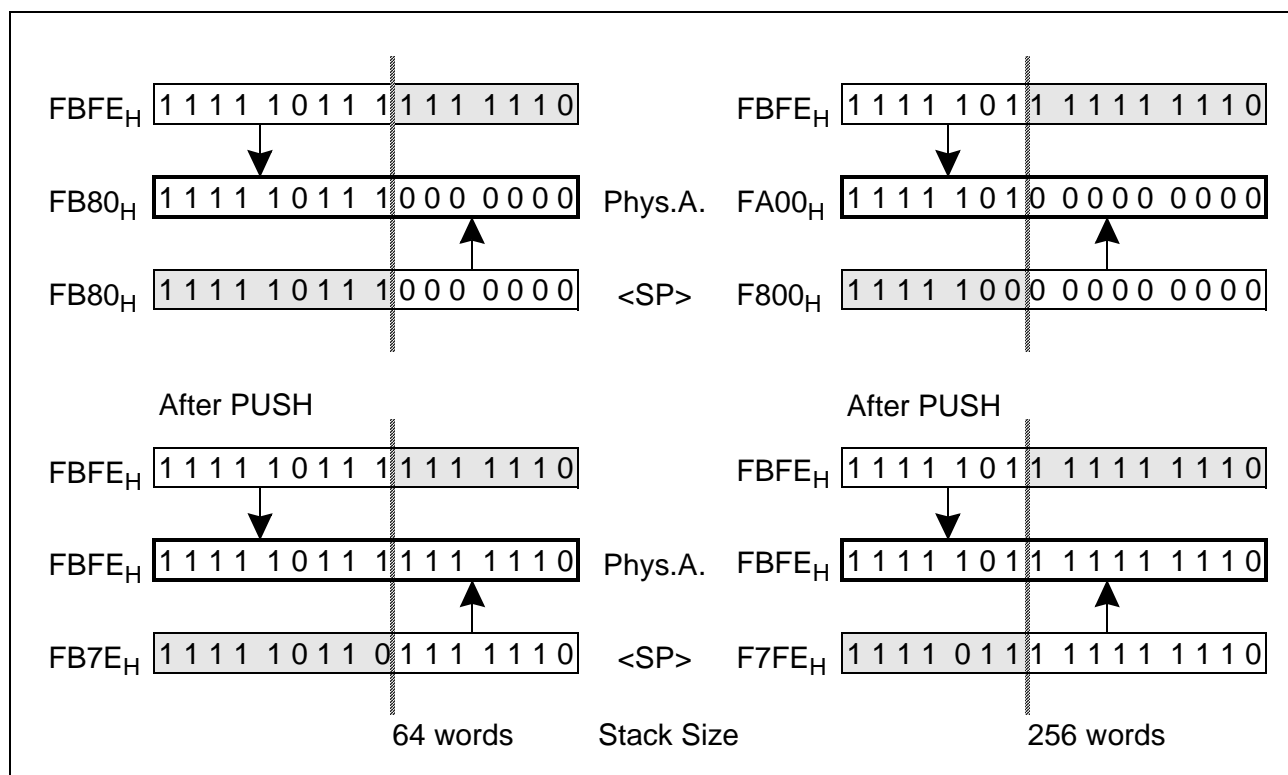 FBFEH 1111 1011 1111 1110 FBFEH 1111 1011 1111 1110
FB80H 1111 1011 1000 0000 Phys.A. FA00H 1111 1010 0000 0000
FB80H 1111 1011 1000 0000 <SP> F800H 1111 1000 0000 0000
After PUSH After PUSH
FBFEH 1111 1011 1111 1110 FBFEH 1111 1011 1111 1110
FBFEH 1111 1011 1111 1110 Phys.A. FBFEH 1111 1011 1111 1110
FB7EH 1111 1011 0111 1110 <SP> F7FEH 1111 0111 1111 1110
64 words Stack Size 256 words